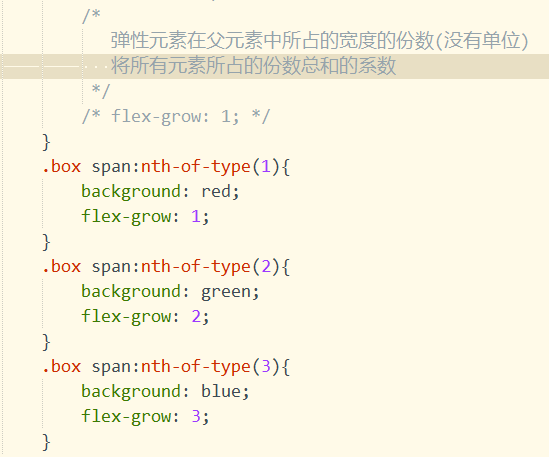 /*
弹性元素在父元素中所占的宽度的份数(没有单位)
将所有元素所占的份数总和的系数
*/
/* flex-grow: 1; */
}
.box span:nth-of-type(1){
background: red;
flex-grow: 1;
}
.box span:nth-of-type(2){
background: green;
flex-grow: 2;
}
.box span:nth-of-type(3){
background: blue;
flex-grow: 3;
}